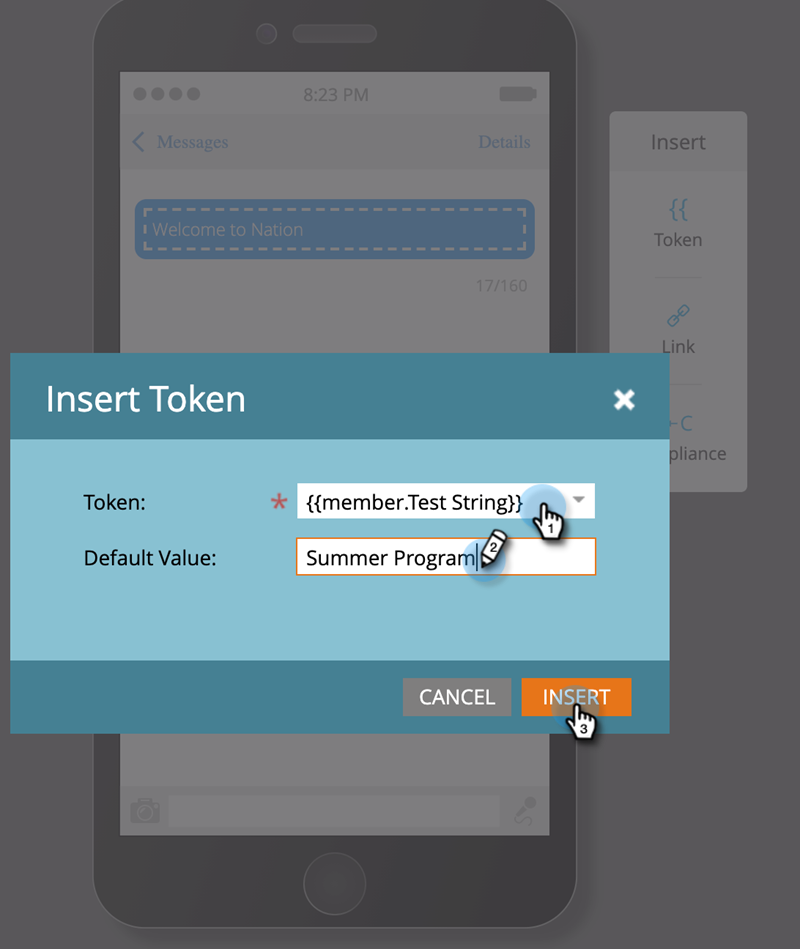 8:23 PM
Messages
Details
Insert
Welcome to Nation
{{
Token
17/160
Link
Insert Token
-C
pliance
Token:
*
{{member.Test String}}
1
Default Value:
Summer Program
2
CANCEL
INSERT
3